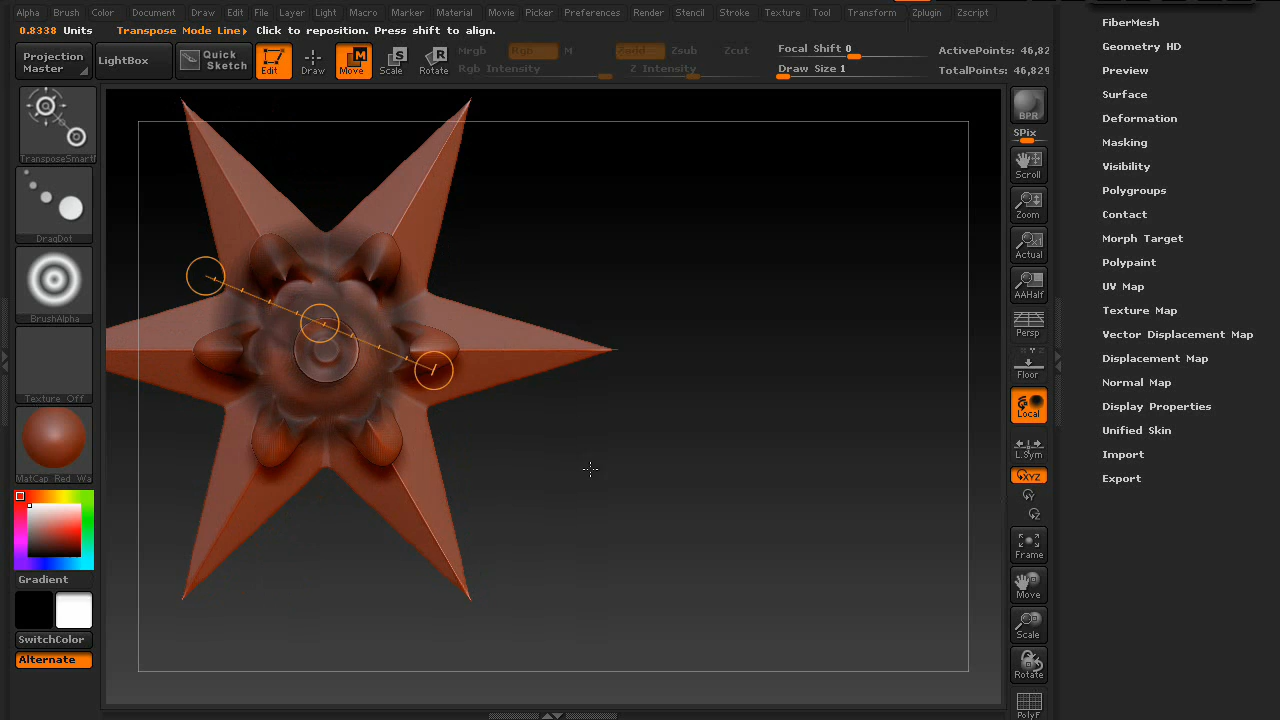 Alpha Brush Color Document Draw Edit File Layer Light Macro Marker Material Movie Picker Preferences Render Stencil Stroke Texture Tool Transform Zplugin Zscript
0.8338 Units Transpose Mode Line> Click to reposition. Press shift to align.
Projection Master
LightBox
Quick Sketch
Edit
Draw
Move
Scale
Rotate
Mrgb Rgb M
Rgb Intensity
Zadd Zsub Zcut
Z Intensity
Focal Shift 0
Draw Size 1
ActivePoints: 46,82
TotalPoints: 46,829
TransposeSmartM
DragDot
BrushAlpha
Texture Off
MatCap Red Wa
Gradient
SwitchColor
Alternate
BPR
SPix
Scroll
Zoom
Actual
AAHalf
Persp
Floor
Local
L.Sym
XYZ
Y
Z
Frame
Move
Scale
Rotate
PolyF
FiberMesh
Geometry HD
Preview
Surface
Deformation
Masking
Visibility
Polygroups
Contact
Morph Target
Polypaint
UV Map
Texture Map
Vector Displacement Map
Displacement Map
Normal Map
Display Properties
Unified Skin
Import
Export